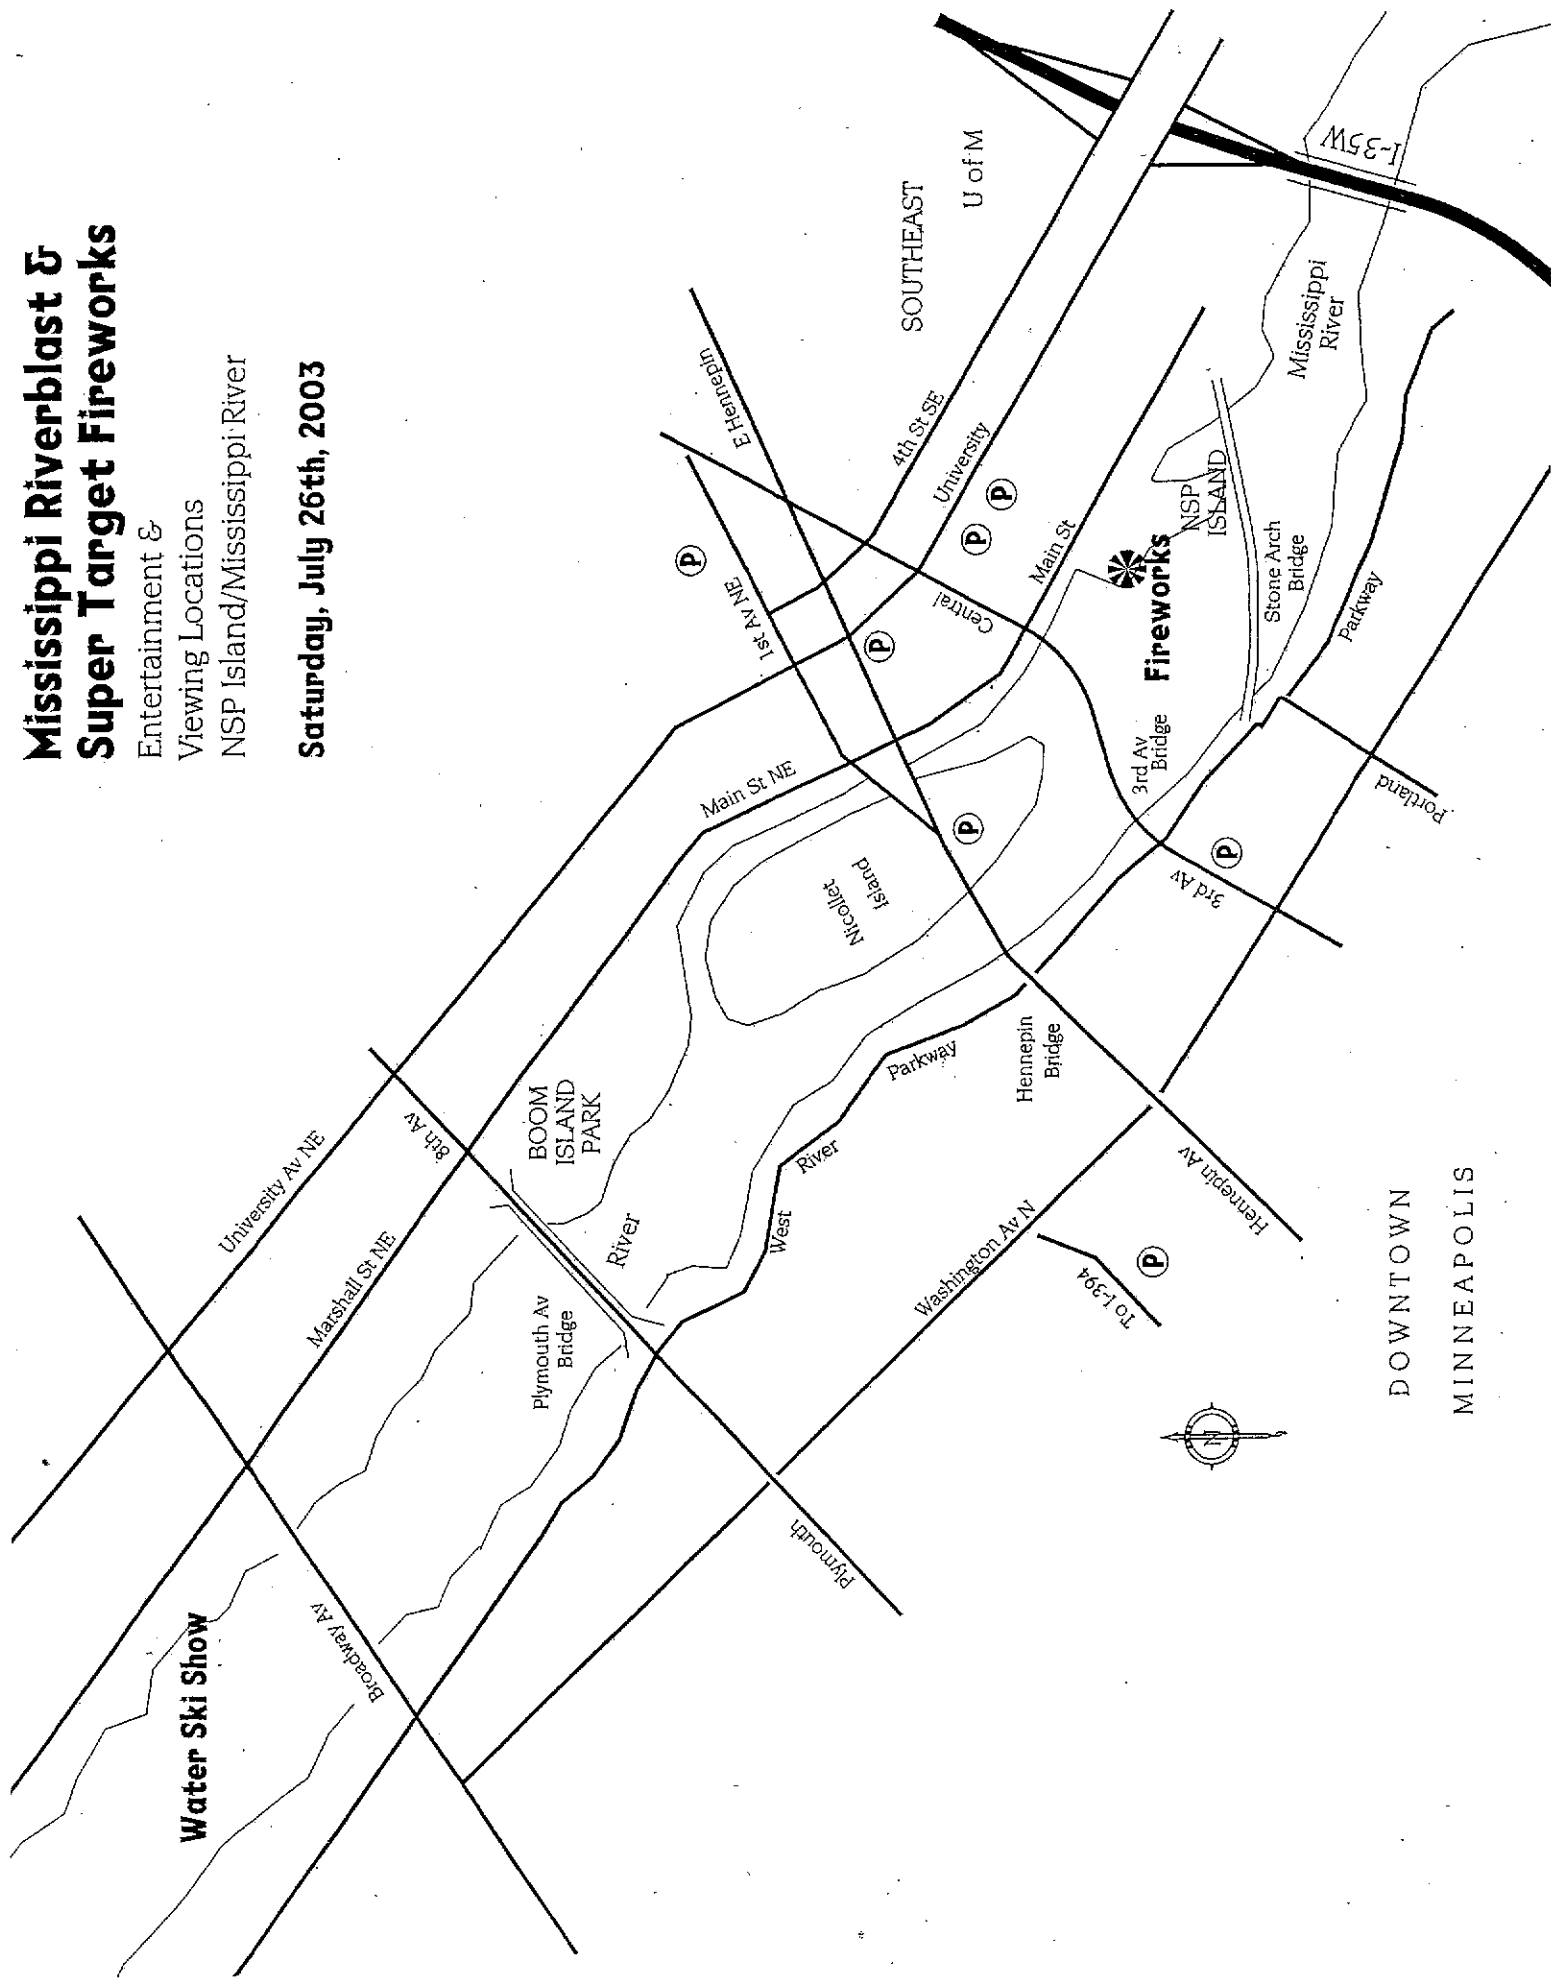 Mississippi Riverblast &
Super Target Fireworks
Entertainment &
Viewing Locations
NSP Island/Mississippi River
Saturday, July 26th, 2003
Water Ski Show
Broadway Av
University Av NE
Marshall St NE
8th Av
Plymouth Av
Bridge
River
BOOM
ISLAND
PARK
Plymouth
Washington Av N
West
River
Parkway
To I-394
P
Hennepin Av
Hennepin
Bridge
Nicollet
Island
Main St NE
P
1st Av NE
P
E Hennepin
P
Central
4th St SE
University
P
P
Main St
3rd Av
Bridge
Fireworks
NSP
ISLAND
Stone Arch
Bridge
Parkway
3rd Av
P
Portland
SOUTHEAST
U of M
Mississippi
River
I-35W
N
DOWNTOWN
MINNEAPOLIS